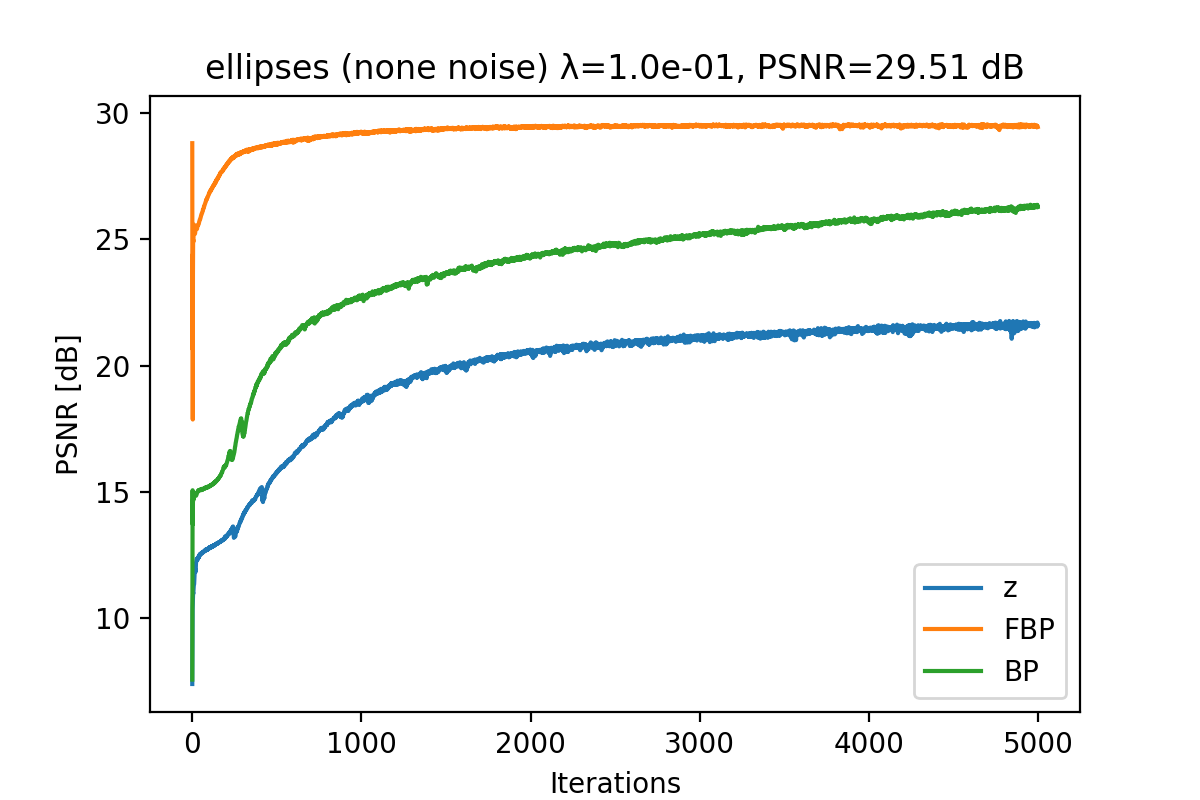 ellipses (none noise) λ=1.0e-01, PSNR=29.51 dB
30
25
20
15
10
PSNR [dB]
z
FBP
BP
0 1000 2000 3000 4000 5000
Iterations